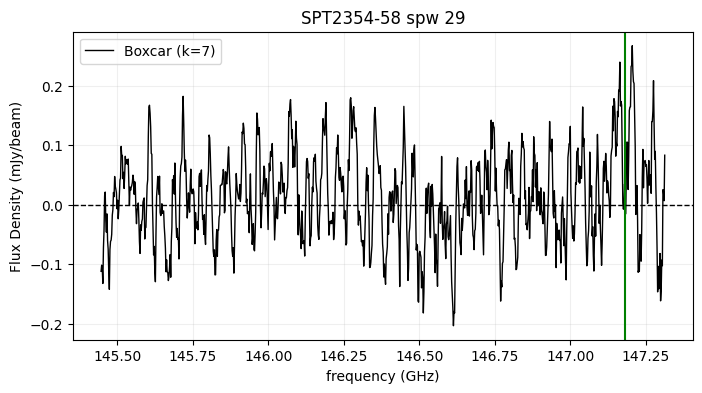 SPT2354-58 spw 29
Boxcar (k=7)
Flux Density (mJy/beam)
0.2
0.1
0.0
−0.1
−0.2
145.50 145.75 146.00 146.25 146.50 146.75 147.00 147.25
frequency (GHz)